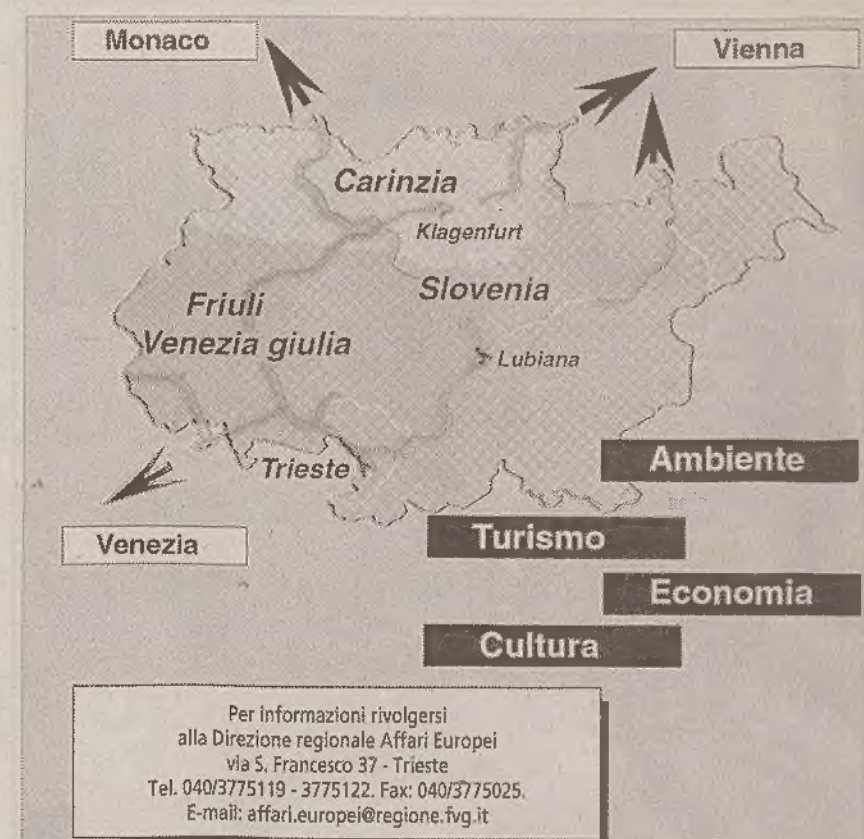 Monaco
Vienna
Carinzia
Klagenfurt
Slovenia
Friuli
Venezia giulia
Lubiana
Trieste
Ambiente
Venezia
Turismo
Economia
Cultura
Per informazioni rivolgersi
alla Direzione regionale Affari Europei
via S. Francesco 37 - Trieste
Tel. 040/3775119 - 3775122. Fax: 040/3775025.
E-mail: affari.europei@regione.fvg.it